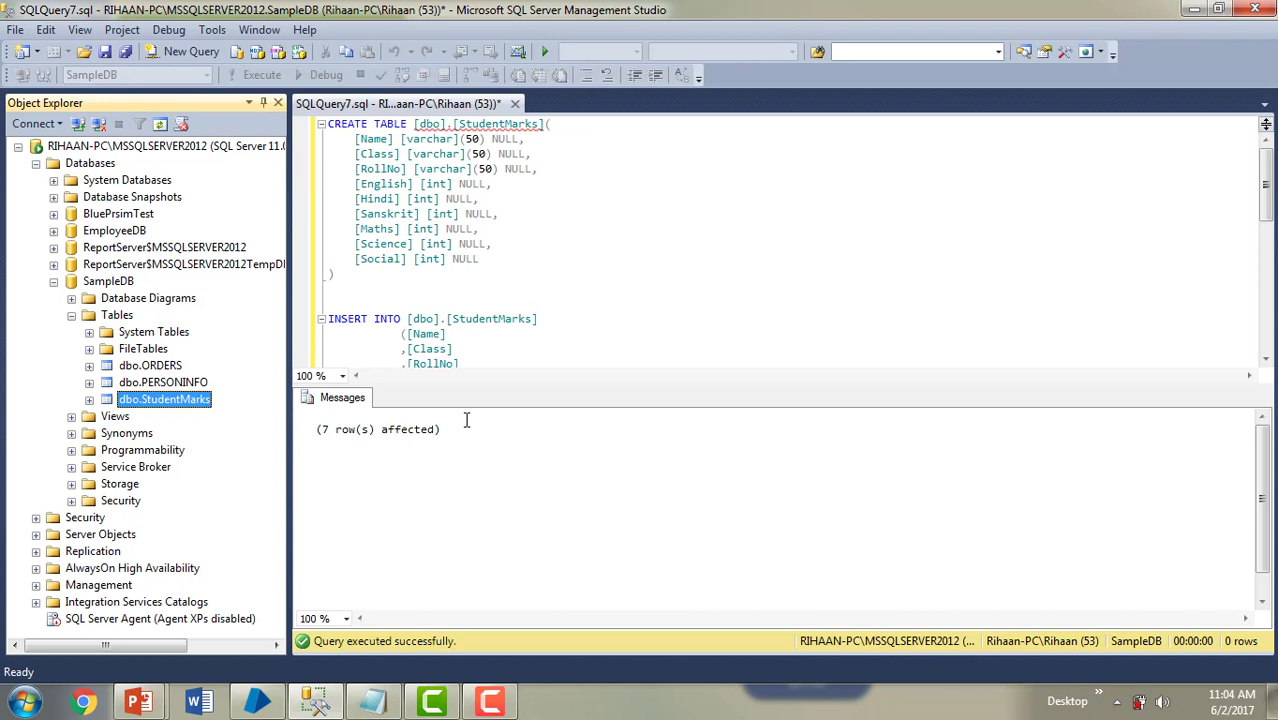 SQLQuery7.sql - RIHAAN-PC\MSSQLSERVER2012.SampleDB (Rihaan-PC\Rihaan (53))* - Microsoft SQL Server Management Studio
File Edit View Project Debug Tools Window Help
New Query
SampleDB Execute Debug
Object Explorer
Connect
RIHAAN-PC\MSSQLSERVER2012 (SQL Server 11.0
Databases
System Databases
Database Snapshots
BluePrsimTest
EmployeeDB
ReportServer$MSSQLSERVER2012
ReportServer$MSSQLSERVER2012TempDI
SampleDB
Database Diagrams
Tables
System Tables
FileTables
dbo.ORDERS
dbo.PERSONINFO
dbo.StudentMarks
Views
Synonyms
Programmability
Service Broker
Storage
Security
Security
Server Objects
Replication
AlwaysOn High Availability
Management
Integration Services Catalogs
SQL Server Agent (Agent XPs disabled)
SQLQuery7.sql - RI...aan-PC\Rihaan (53))*
CREATE TABLE [dbo].[StudentMarks](
[Name] [varchar](50) NULL,
[Class] [varchar](50) NULL,
[RollNo] [varchar](50) NULL,
[English] [int] NULL,
[Hindi] [int] NULL,
[Sanskrit] [int] NULL,
[Maths] [int] NULL,
[Science] [int] NULL,
[Social] [int] NULL
)
INSERT INTO [dbo].[StudentMarks]
([Name]
,[Class]
,[RollNo]
100 %
Messages
(7 row(s) affected)
100 %
Query executed successfully. RIHAAN-PC\MSSQLSERVER2012 (... Rihaan-PC\Rihaan (53) SampleDB 00:00:00 0 rows
Ready
Desktop
11:04 AM
6/2/2017